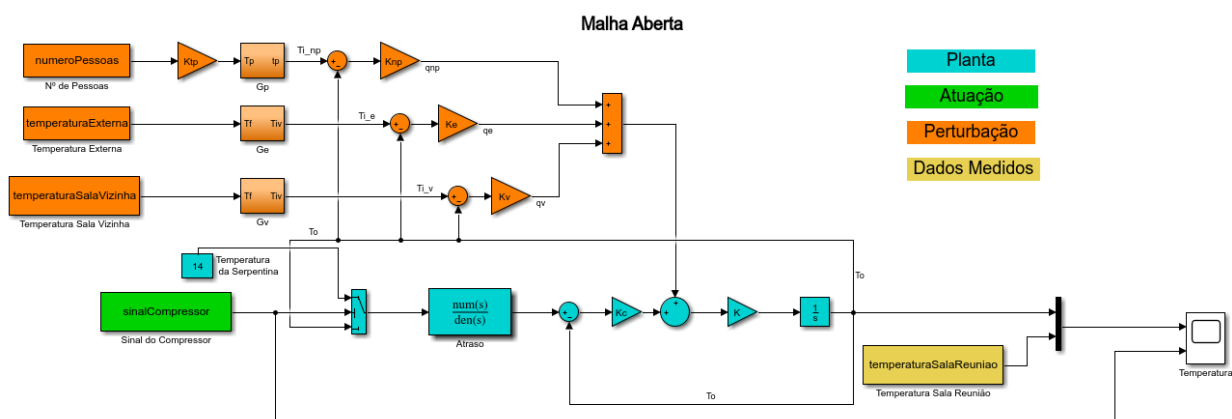 Malha Aberta
numeroPessoas
Nº de Pessoas
Ktp
Tp
tp
Gp
Ti_np
+
-
Knp
qnp
Planta
Atuação
Perturbação
Dados Medidos
temperaturaExterna
Temperatura Externa
Tf
Tiv
Ge
Ti_e
+
-
Ke
qe
+
+
+
temperaturaSalaVizinha
Temperatura Sala Vizinha
Tf
Tiv
Gv
Ti_v
+
-
Kv
qv
To
14
Temperatura
da Serpentina
To
sinalCompressor
Sinal do Compressor
num(s)
den(s)
Atraso
+
-
Kc
+
+
K
1
s
To
temperaturaSalaReuniao
Temperatura Sala Reunião
Temperatura